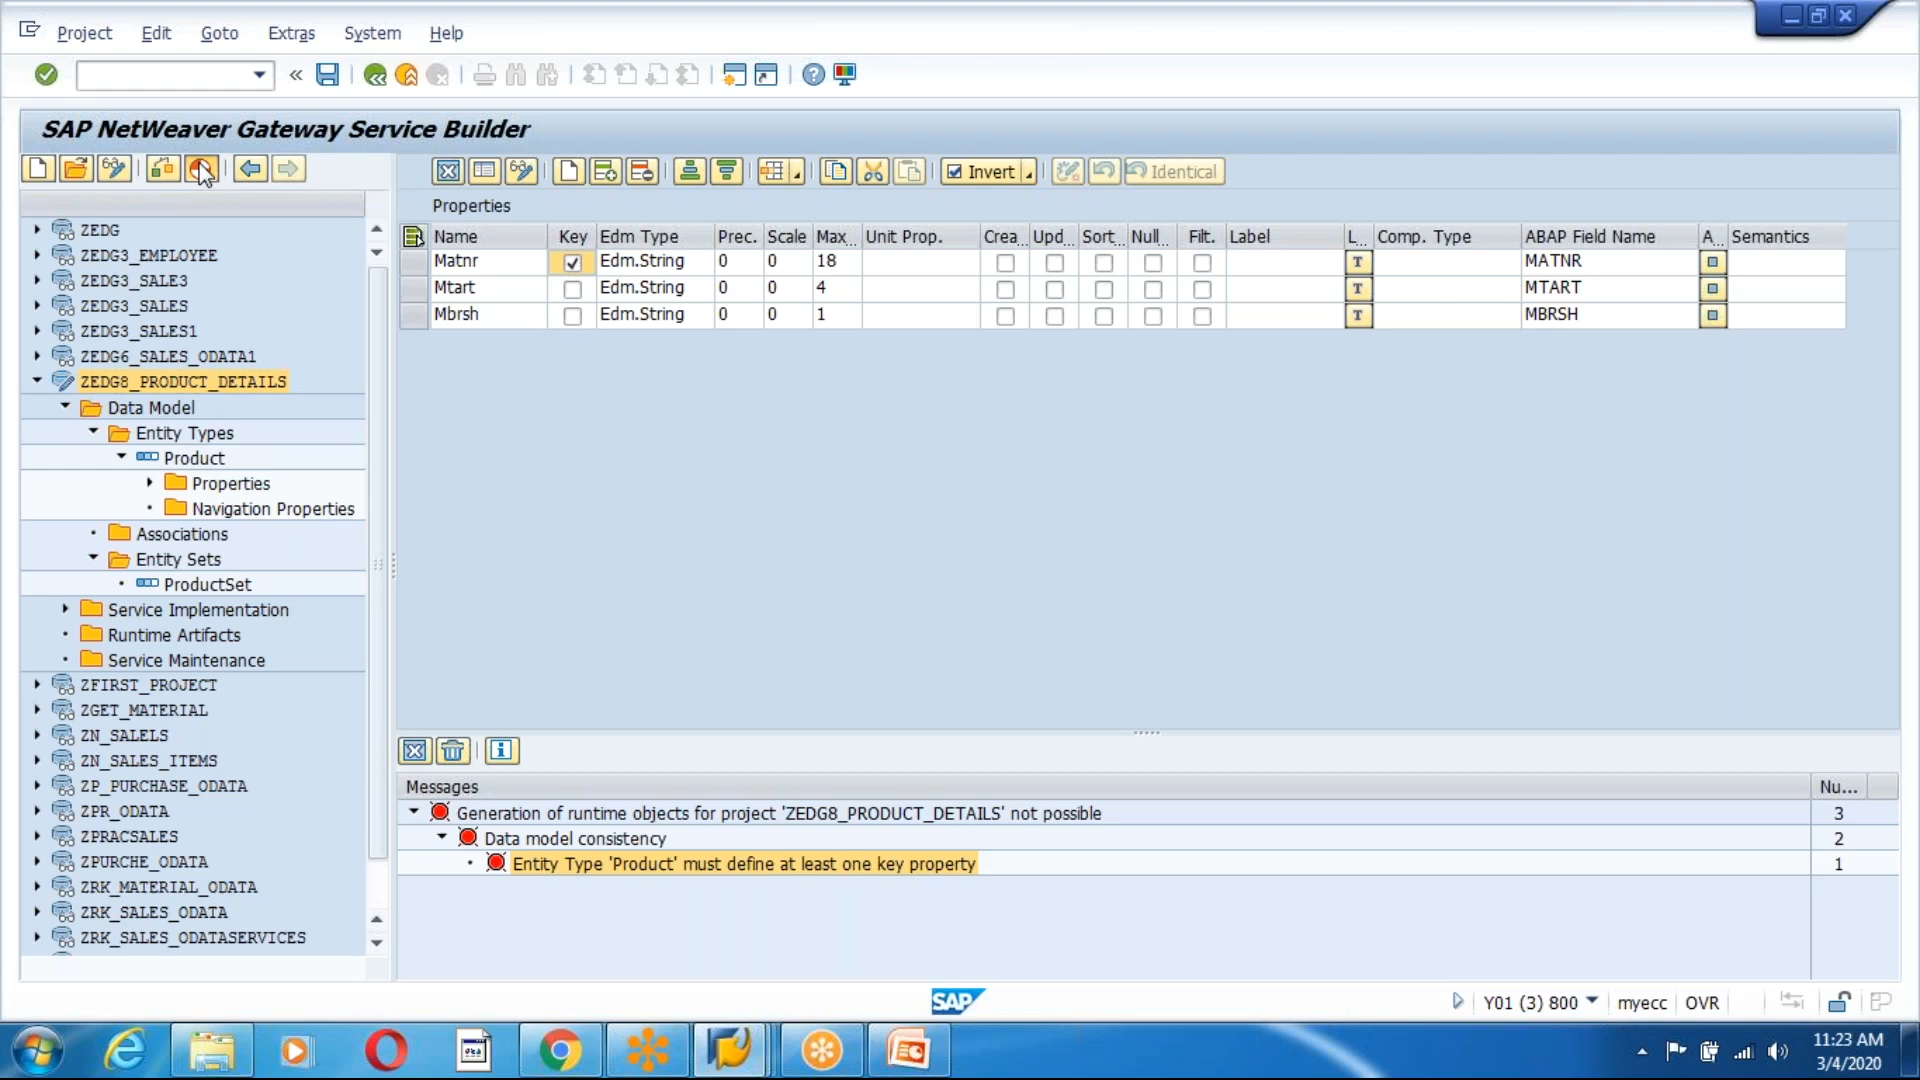 Project Edit Goto Extras System Help
SAP NetWeaver Gateway Service Builder
Invert
Identical
Properties
Name Key Edm Type Prec. Scale Max... Unit Prop. Crea... Upd... Sort... Null... Filt. Label L... Comp. Type ABAP Field Name A... Semantics
Matnr Edm.String 0 0 18 T MATNR
Mtart Edm.String 0 0 4 T MTART
Mbrsh Edm.String 0 0 1 T MBRSH
ZEDG
ZEDG3_EMPLOYEE
ZEDG3_SALE3
ZEDG3_SALES
ZEDG3_SALES1
ZEDG6_SALES_ODATA1
ZEDG8_PRODUCT_DETAILS
Data Model
Entity Types
Product
Properties
Navigation Properties
Associations
Entity Sets
ProductSet
Service Implementation
Runtime Artifacts
Service Maintenance
ZFIRST_PROJECT
ZGET_MATERIAL
ZN_SALELS
ZN_SALES_ITEMS
ZP_PURCHASE_ODATA
ZPR_ODATA
ZPRACSALES
ZPURCHE_ODATA
ZRK_MATERIAL_ODATA
ZRK_SALES_ODATA
ZRK_SALES_ODATASERVICES
Messages Nu...
Generation of runtime objects for project 'ZEDG8_PRODUCT_DETAILS' not possible 3
Data model consistency 2
Entity Type 'Product' must define at least one key property 1
SAP
Y01 (3) 800 myecc OVR
11:23 AM
3/4/2020